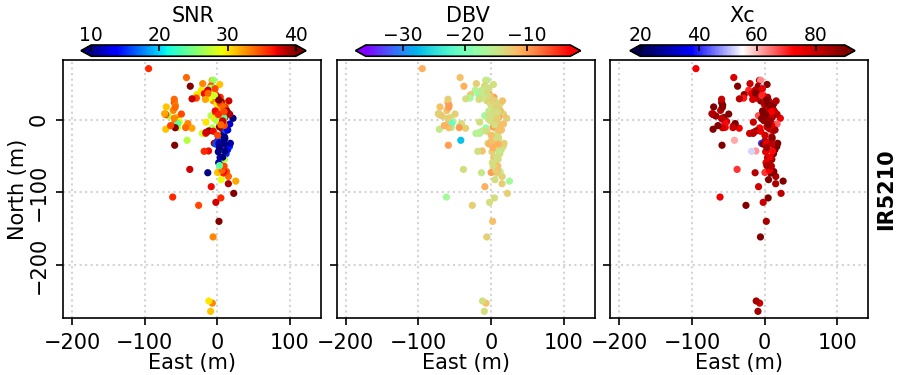 SNR DBV Xc
10 20 30 40 −30 −20 −10 20 40 60 80
North (m)
0
−100
−200
IR5210
−200 −100 0 100 −200 −100 0 100 −200 −100 0 100
East (m) East (m) East (m)